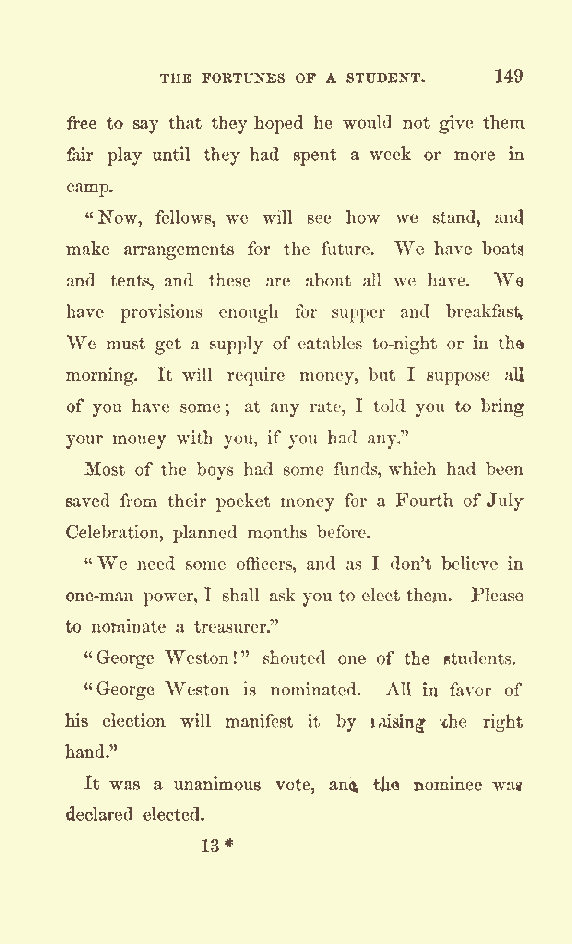 THE FORTUNES OF A STUDENT. 149
free to say that they hoped he would not give them
fair play until they had spent a week or more in
camp.
"Now, fellows, we will see how we stand, and
make arrangements for the future. We have boats
and tents, and these are about all we have. We
have provisions enough for supper and breakfast,
We must get a supply of eatables to-night or in the
morning. It will require money, but I suppose all
of you have some; at any rate, I told you to bring
your money with you, if you had any."
Most of the boys had some funds, which had been
saved from their pocket money for a Fourth of July
Celebration, planned months before.
"We need some officers, and as I don't believe in
one-man power, I shall ask you to elect them. Please
to nominate a treasurer."
"George Weston!" shouted one of the students.
"George Weston is nominated. All in favor of
his election will manifest it by raising the right
hand."
It was a unanimous vote, and the nominee was
declared elected.
13*